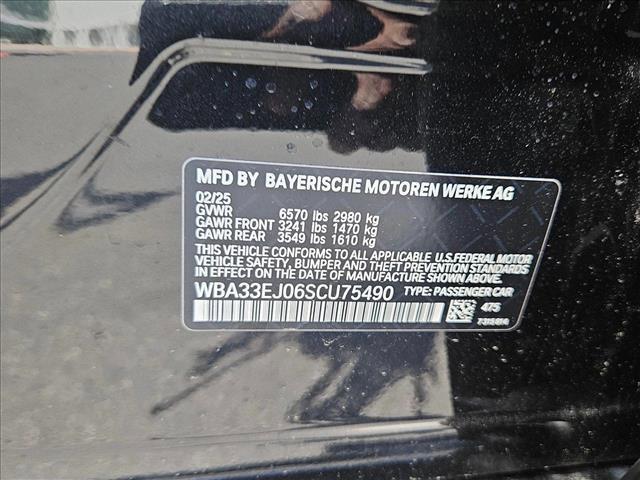 MFD BY BAYERISCHE MOTOREN WERKE AG
02/25
GVWR 6570 lbs 2980 kg
GAWR FRONT 3241 lbs 1470 kg
GAWR REAR 3549 lbs 1610 kg
THIS VEHICLE CONFORMS TO ALL APPLICABLE U.S.FEDERAL MOTOR
VEHICLE SAFETY, BUMPER, AND THEFT PREVENTION STANDARDS
IN EFFECT ON THE DATE OF MANUFACTURE SHOWN ABOVE.
WBA33EJ06SCU75490 TYPE: PASSENGER CAR
475